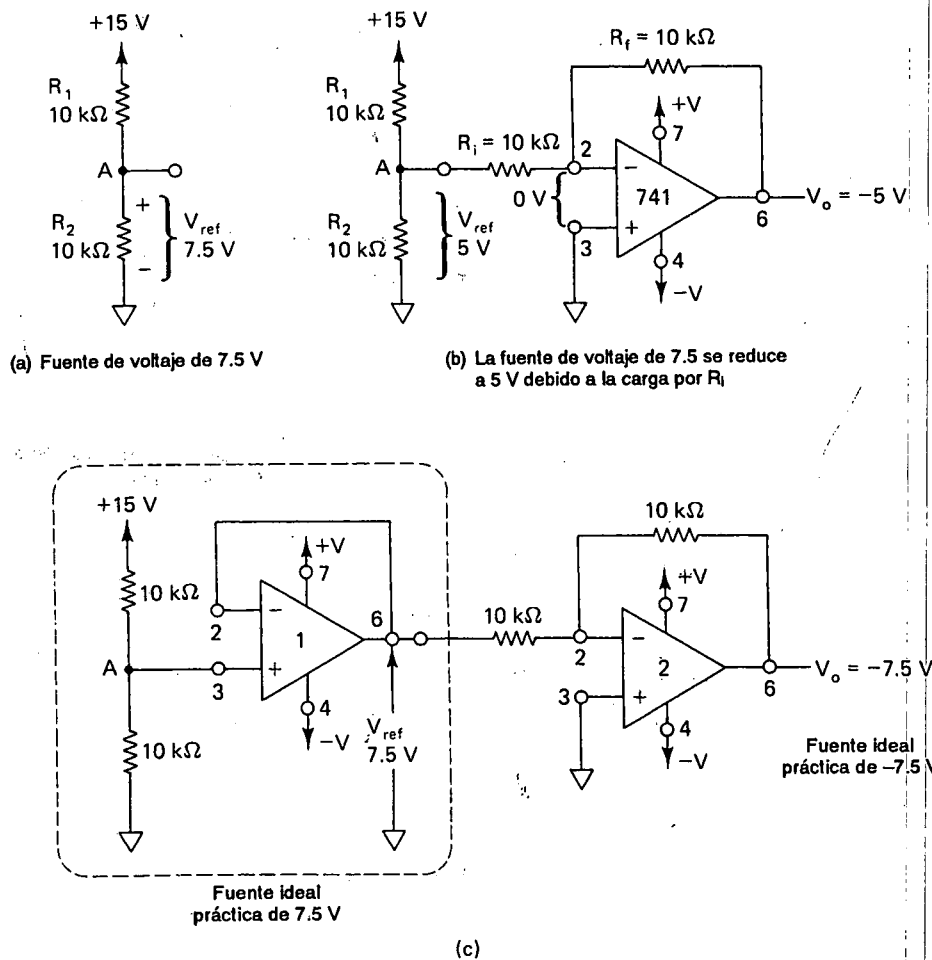 +15 V
R1
10 kΩ
A
R2
10 kΩ
+
−
Vref
7.5 V
(a) Fuente de voltaje de 7.5 V
+15 V
R1
10 kΩ
A
R2
10 kΩ
Vref
5 V
Ri = 10 kΩ
Rf = 10 kΩ
2
−
0 V
3
+
741
+V
7
4
−V
6
Vo = −5 V
(b) La fuente de voltaje de 7.5 se reduce
a 5 V debido a la carga por Ri
+15 V
10 kΩ
A
10 kΩ
2
−
3
+
1
+V
7
4
−V
6
Vref
7.5 V
Fuente ideal
práctica de 7.5 V
10 kΩ
10 kΩ
2
−
3
+
2
+V
7
4
−V
6
Vo = −7.5 V
Fuente ideal
práctica de −7.5 V
(c)